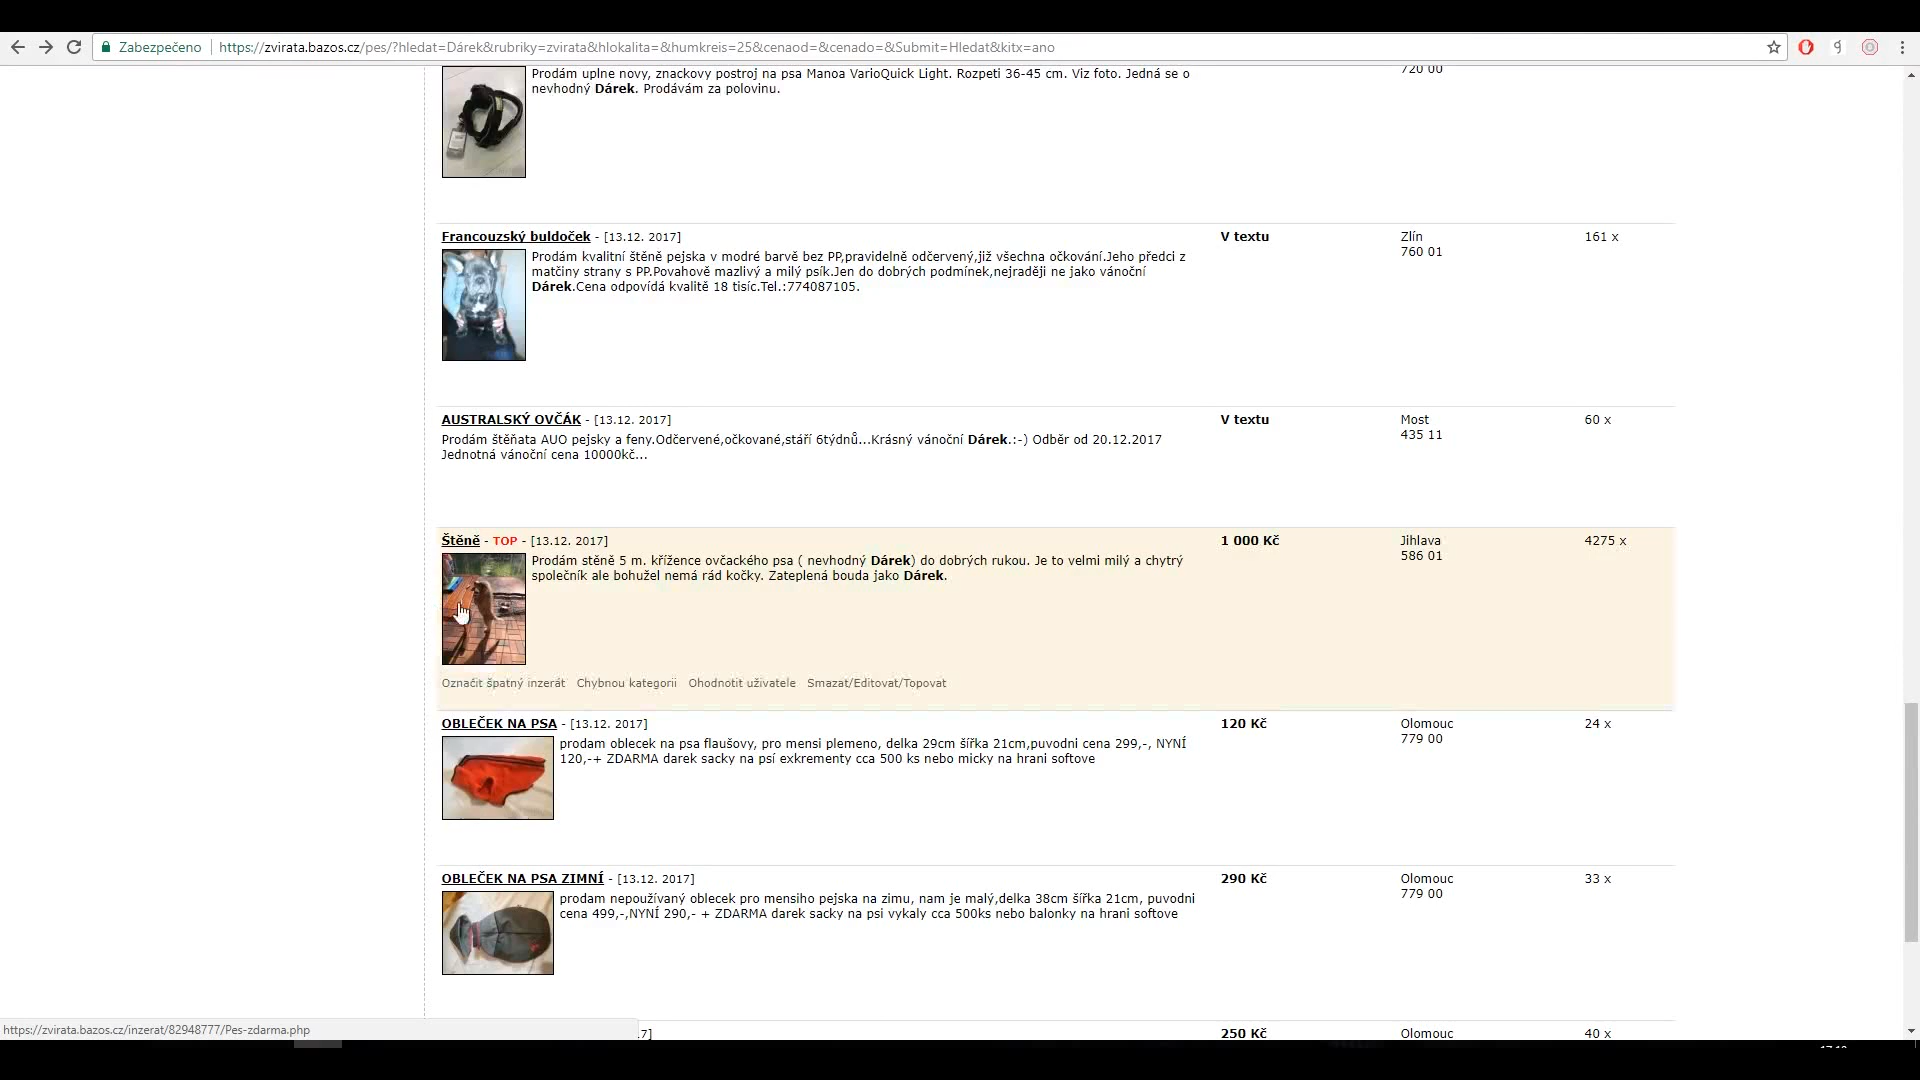 Zabezpečeno https://zvirata.bazos.cz/pes/?hledat=Dárek&rubriky=zvirata&hlokalita=&humkreis=25&cenaod=&cenado=&Submit=Hledat&kitx=ano
Prodám uplne novy, znackovy postroj na psa Manoa VarioQuick Light. Rozpeti 36-45 cm. Viz foto. Jedná se o
nevhodný Dárek. Prodávám za polovinu.
720 00
Francouzský buldoček - [13.12. 2017]
Prodám kvalitní štěně pejska v modré barvě bez PP,pravidelně odčervený,již všechna očkování.Jeho předci z
matčiny strany s PP.Povahově mazlivý a milý psík.Jen do dobrých podmínek,nejraději ne jako vánoční
Dárek.Cena odpovídá kvalitě 18 tisíc.Tel.:774087105.
V textu
Zlín
760 01
161 x
AUSTRALSKÝ OVČÁK - [13.12. 2017]
Prodám štěňata AUO pejsky a feny.Odčervené,očkované,stáří 6týdnů...Krásný vánoční Dárek.:-) Odběr od 20.12.2017
Jednotná vánoční cena 10000kč...
V textu
Most
435 11
60 x
Štěně - TOP - [13.12. 2017]
Prodám stěně 5 m. křížence ovčackého psa ( nevhodný Dárek) do dobrých rukou. Je to velmi milý a chytrý
společník ale bohužel nemá rád kočky. Zateplená bouda jako Dárek.
1 000 Kč
Jihlava
586 01
4275 x
Označit špatný inzerát Chybnou kategorii Ohodnotit uživatele Smazat/Editovat/Topovat
OBLEČEK NA PSA - [13.12. 2017]
prodam oblecek na psa flaušovy, pro mensi plemeno, delka 29cm šířka 21cm,puvodni cena 299,-, NYNÍ
120,-+ ZDARMA darek sacky na psí exkrementy cca 500 ks nebo micky na hrani softove
120 Kč
Olomouc
779 00
24 x
OBLEČEK NA PSA ZIMNÍ - [13.12. 2017]
prodam nepoužívaný oblecek pro mensiho pejska na zimu, nam je malý,delka 38cm šířka 21cm, puvodni
cena 499,-,NYNÍ 290,- + ZDARMA darek sacky na psi vykaly cca 500ks nebo balonky na hrani softove
290 Kč
Olomouc
779 00
33 x
.7]
250 Kč
Olomouc
40 x
https://zvirata.bazos.cz/inzerat/82948777/Pes-zdarma.php